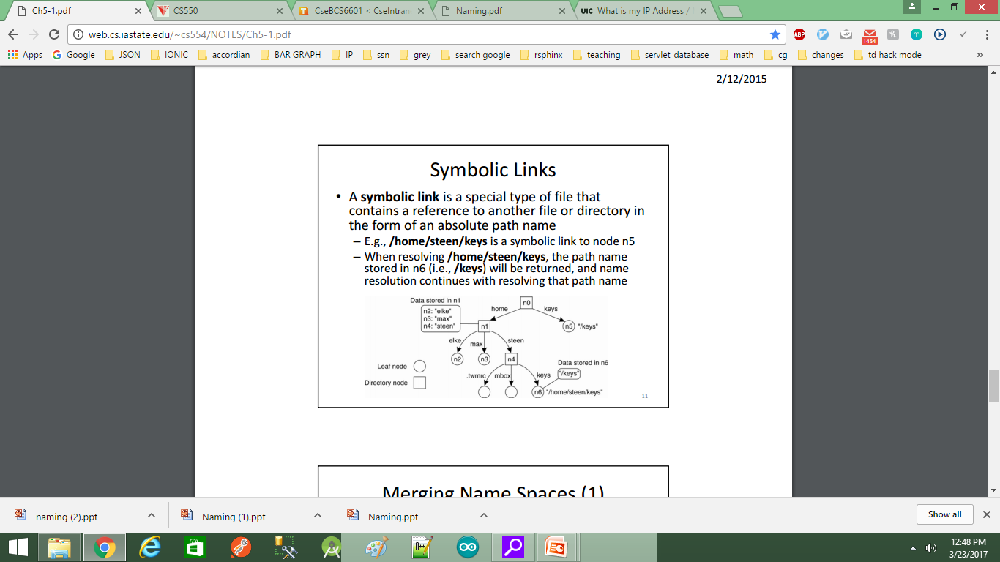 Ch5-1.pdf
CS550
CseBCS6601 < CseIntran
Naming.pdf
UIC What is my IP Address /
web.cs.iastate.edu/~cs554/NOTES/Ch5-1.pdf
ABP
1454
m
Apps
Google
JSON
IONIC
accordian
BAR GRAPH
IP
ssn
grey
search google
rsphinx
teaching
servlet_database
math
cg
changes
td hack mode
»
2/12/2015
Symbolic Links
• A symbolic link is a special type of file that
contains a reference to another file or directory in
the form of an absolute path name
– E.g., /home/steen/keys is a symbolic link to node n5
– When resolving /home/steen/keys, the path name
stored in n6 (i.e., /keys) will be returned, and name
resolution continues with resolving that path name
Data stored in n1
n2: "elke"
n3: "max"
n4: "steen"
n0
home
keys
n1
n5 "/keys"
elke
max
steen
n2
n3
n4
Data stored in n6
"/keys"
Leaf node
Directory node
.twmrc
mbox
keys
n6 "/home/steen/keys"
11
Merging Name Spaces (1)
naming (2).ppt
Naming (1).ppt
Naming.ppt
Show all
12:48 PM
3/23/2017